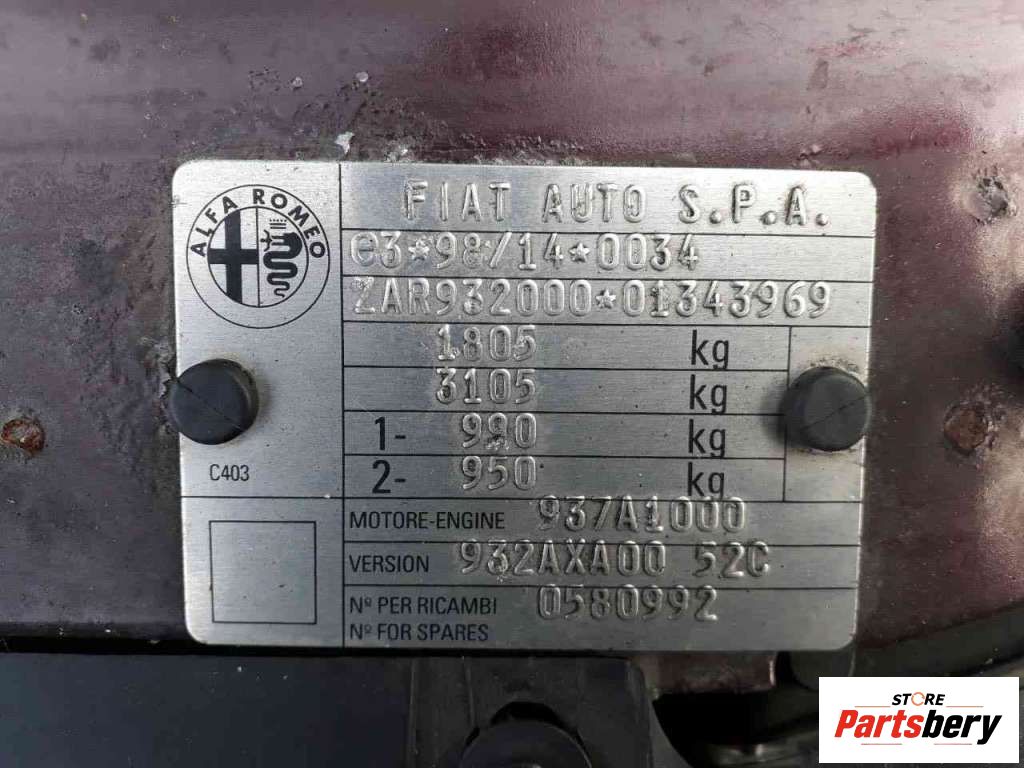 ALFA ROMEO
FIAT AUTO S.P.A.
e3*98/14*0034
ZAR932000*01343969
1805 kg
3105 kg
1- 990 kg
2- 950 kg
C403
MOTORE-ENGINE 937A1000
VERSION 932AXA00 52C
Nº PER RICAMBI 0580992
Nº FOR SPARES
STORE
Partsbery